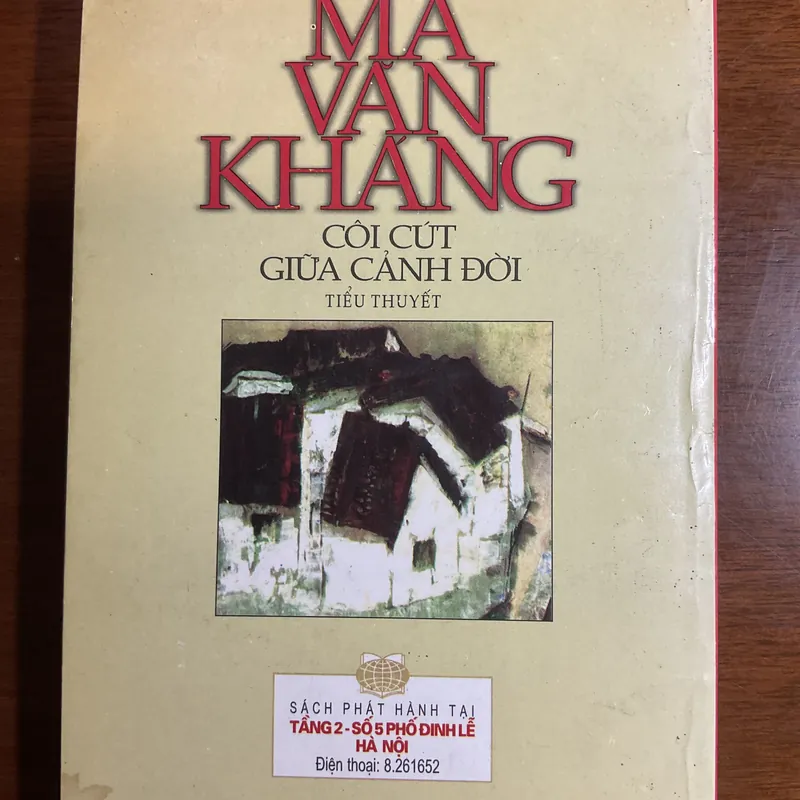 MA
VĂN
KHÁNG
CÔI CÚT
GIỮA CẢNH ĐỜI
TIỂU THUYẾT
SÁCH PHÁT HÀNH TẠI
TẦNG 2 - SỐ 5 PHỐ ĐINH LỄ
HÀ NỘI
Điện thoại: 8.261652